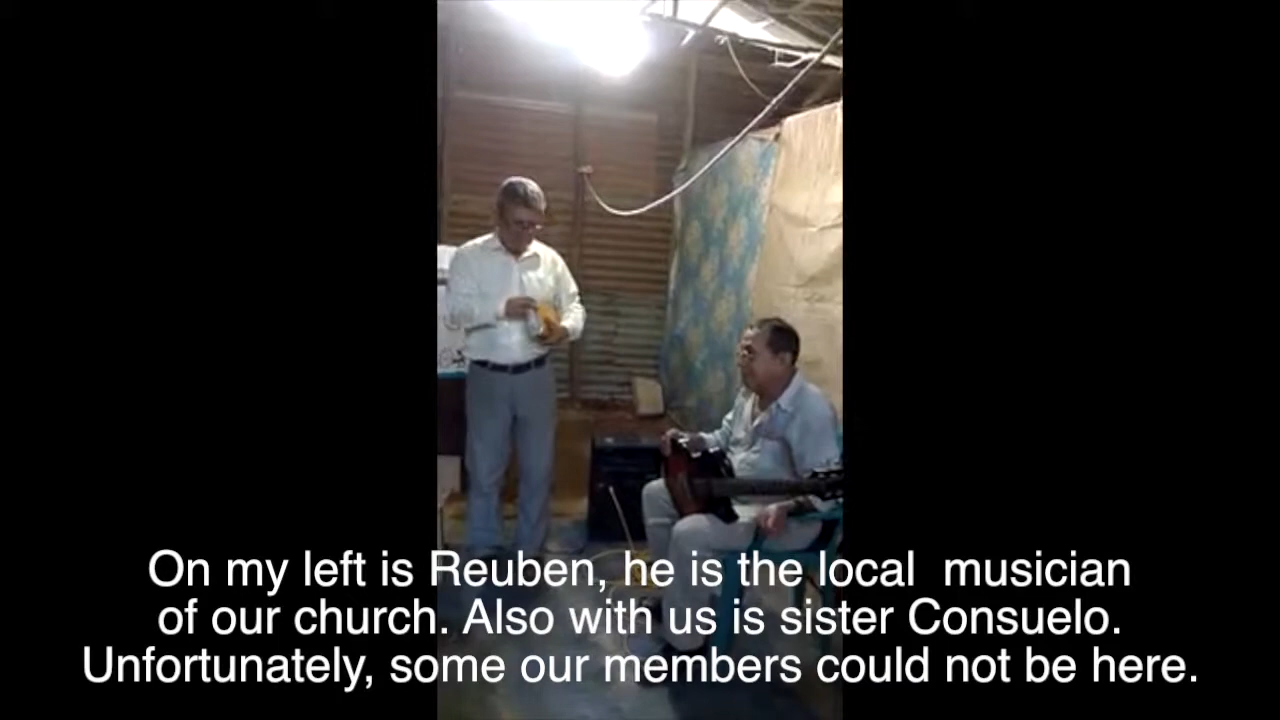 On my left is Reuben, he is the local  musician
of our church. Also with us is sister Consuelo.
Unfortunately, some our members could not be here.